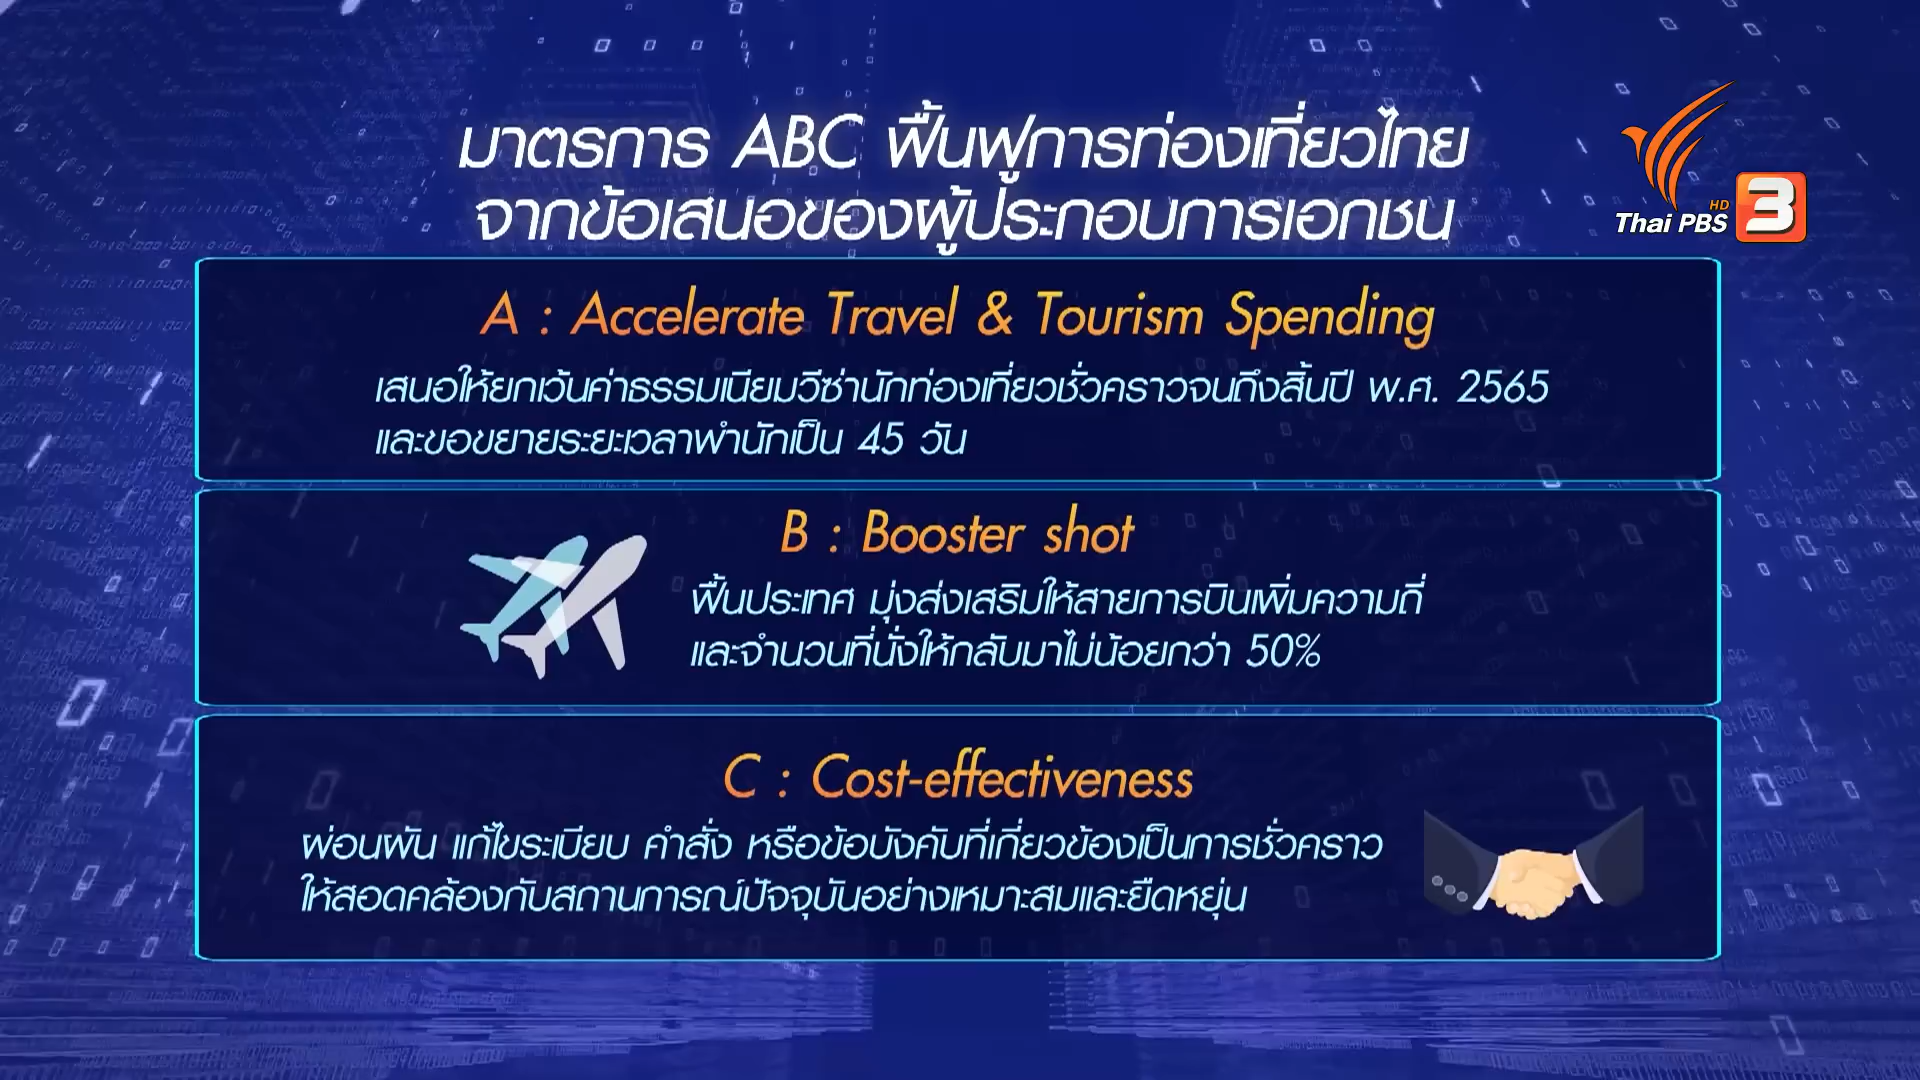 มาตรการ ABC ฟื้นฟูการท่องเที่ยวไทย
จากข้อเสนอของผู้ประกอบการเอกชน
HD
Thai PBS 3
A : Accelerate Travel & Tourism Spending
เสนอให้ยกเว้นค่าธรรมเนียมวีซ่านักท่องเที่ยวชั่วคราวจนถึงสิ้นปี พ.ศ. 2565
และขอขยายระยะเวลาพำนักเป็น 45 วัน
B : Booster shot
ฟื้นประเทศ มุ่งส่งเสริมให้สายการบินเพิ่มความถี่
และจำนวนที่นั่งให้กลับมาไม่น้อยกว่า 50%
C : Cost-effectiveness
ผ่อนผัน แก้ไขระเบียบ คำสั่ง หรือข้อบังคับที่เกี่ยวข้องเป็นการชั่วคราว
ให้สอดคล้องกับสถานการณ์ปัจจุบันอย่างเหมาะสมและยืดหยุ่น